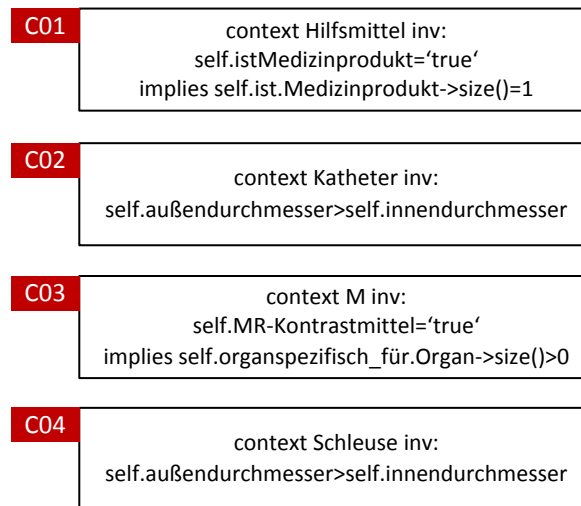 C01
context Hilfsmittel inv:
self.istMedizinprodukt=‘true‘
implies self.ist.Medizinprodukt->size()=1
C02
context Katheter inv:
self.außendurchmesser>self.innendurchmesser
C03
context M inv:
self.MR-Kontrastmittel=‘true‘
implies self.organspezifisch_für.Organ->size()>0
C04
context Schleuse inv:
self.außendurchmesser>self.innendurchmesser